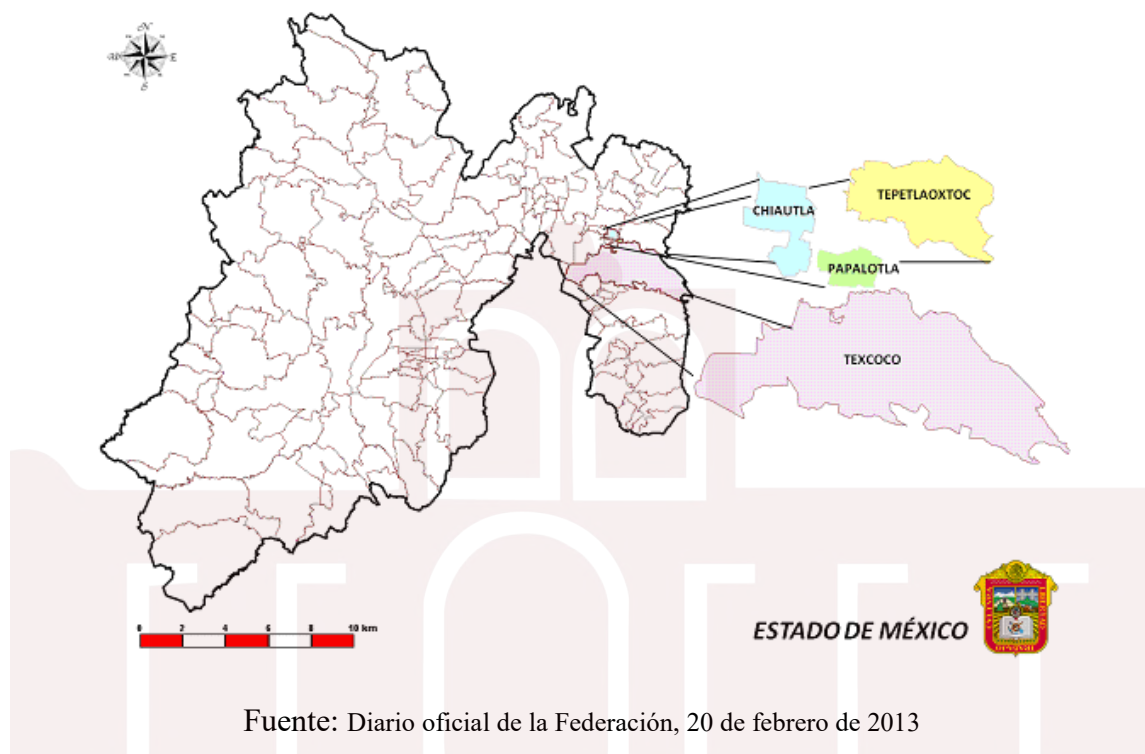 N
E
S
TEPETLAOXTOC
CHIAUTLA
PAPALOTLA
TEXCOCO
0 2 4 6 8 10 km
ESTADO DE MÉXICO
Fuente: Diario oficial de la Federación, 20 de febrero de 2013